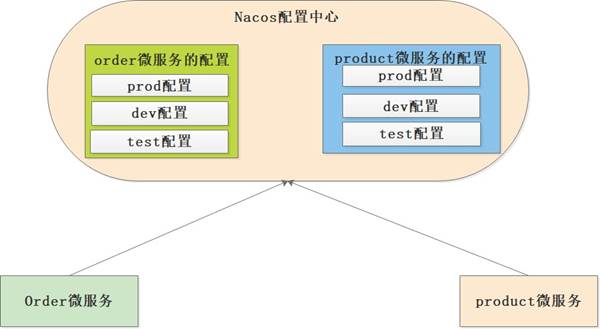 Nacos配置中心
order微服务的配置
prod配置
dev配置
test配置
product微服务的配置
prod配置
dev配置
test配置
Order微服务
product微服务